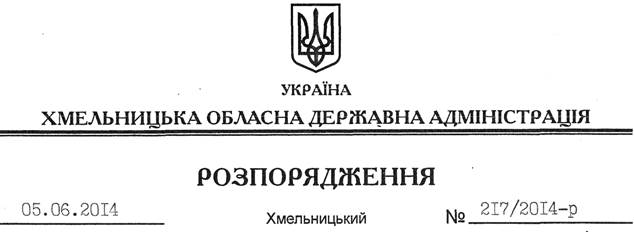 УКРАЇНА
ХМЕЛЬНИЦЬКА ОБЛАСНА ДЕРЖАВНА АДМІНІСТРАЦІЯ
РОЗПОРЯДЖЕННЯ
05.06.2014 Хмельницький № 217/2014-р